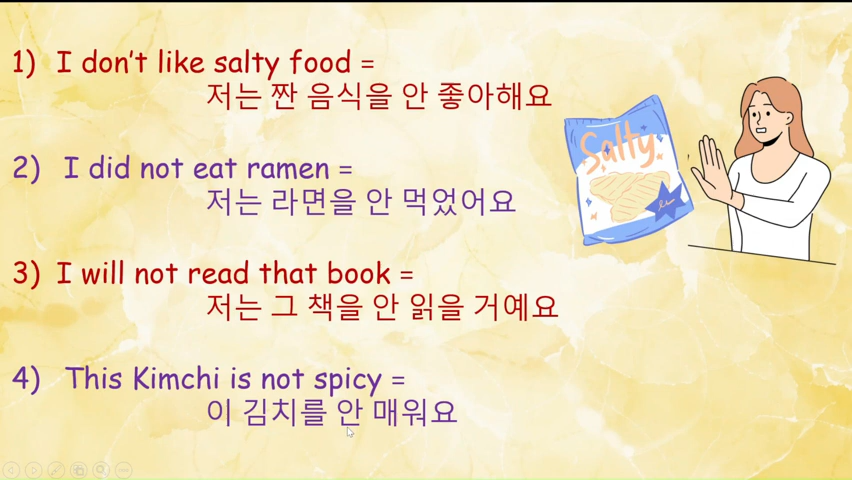 1) I don't like salty food =
저는 짠 음식을 안 좋아해요
2) I did not eat ramen =
저는 라면을 안 먹었어요
3) I will not read that book =
저는 그 책을 안 읽을 거예요
4) This Kimchi is not spicy =
이 김치를 안 매워요
Salty